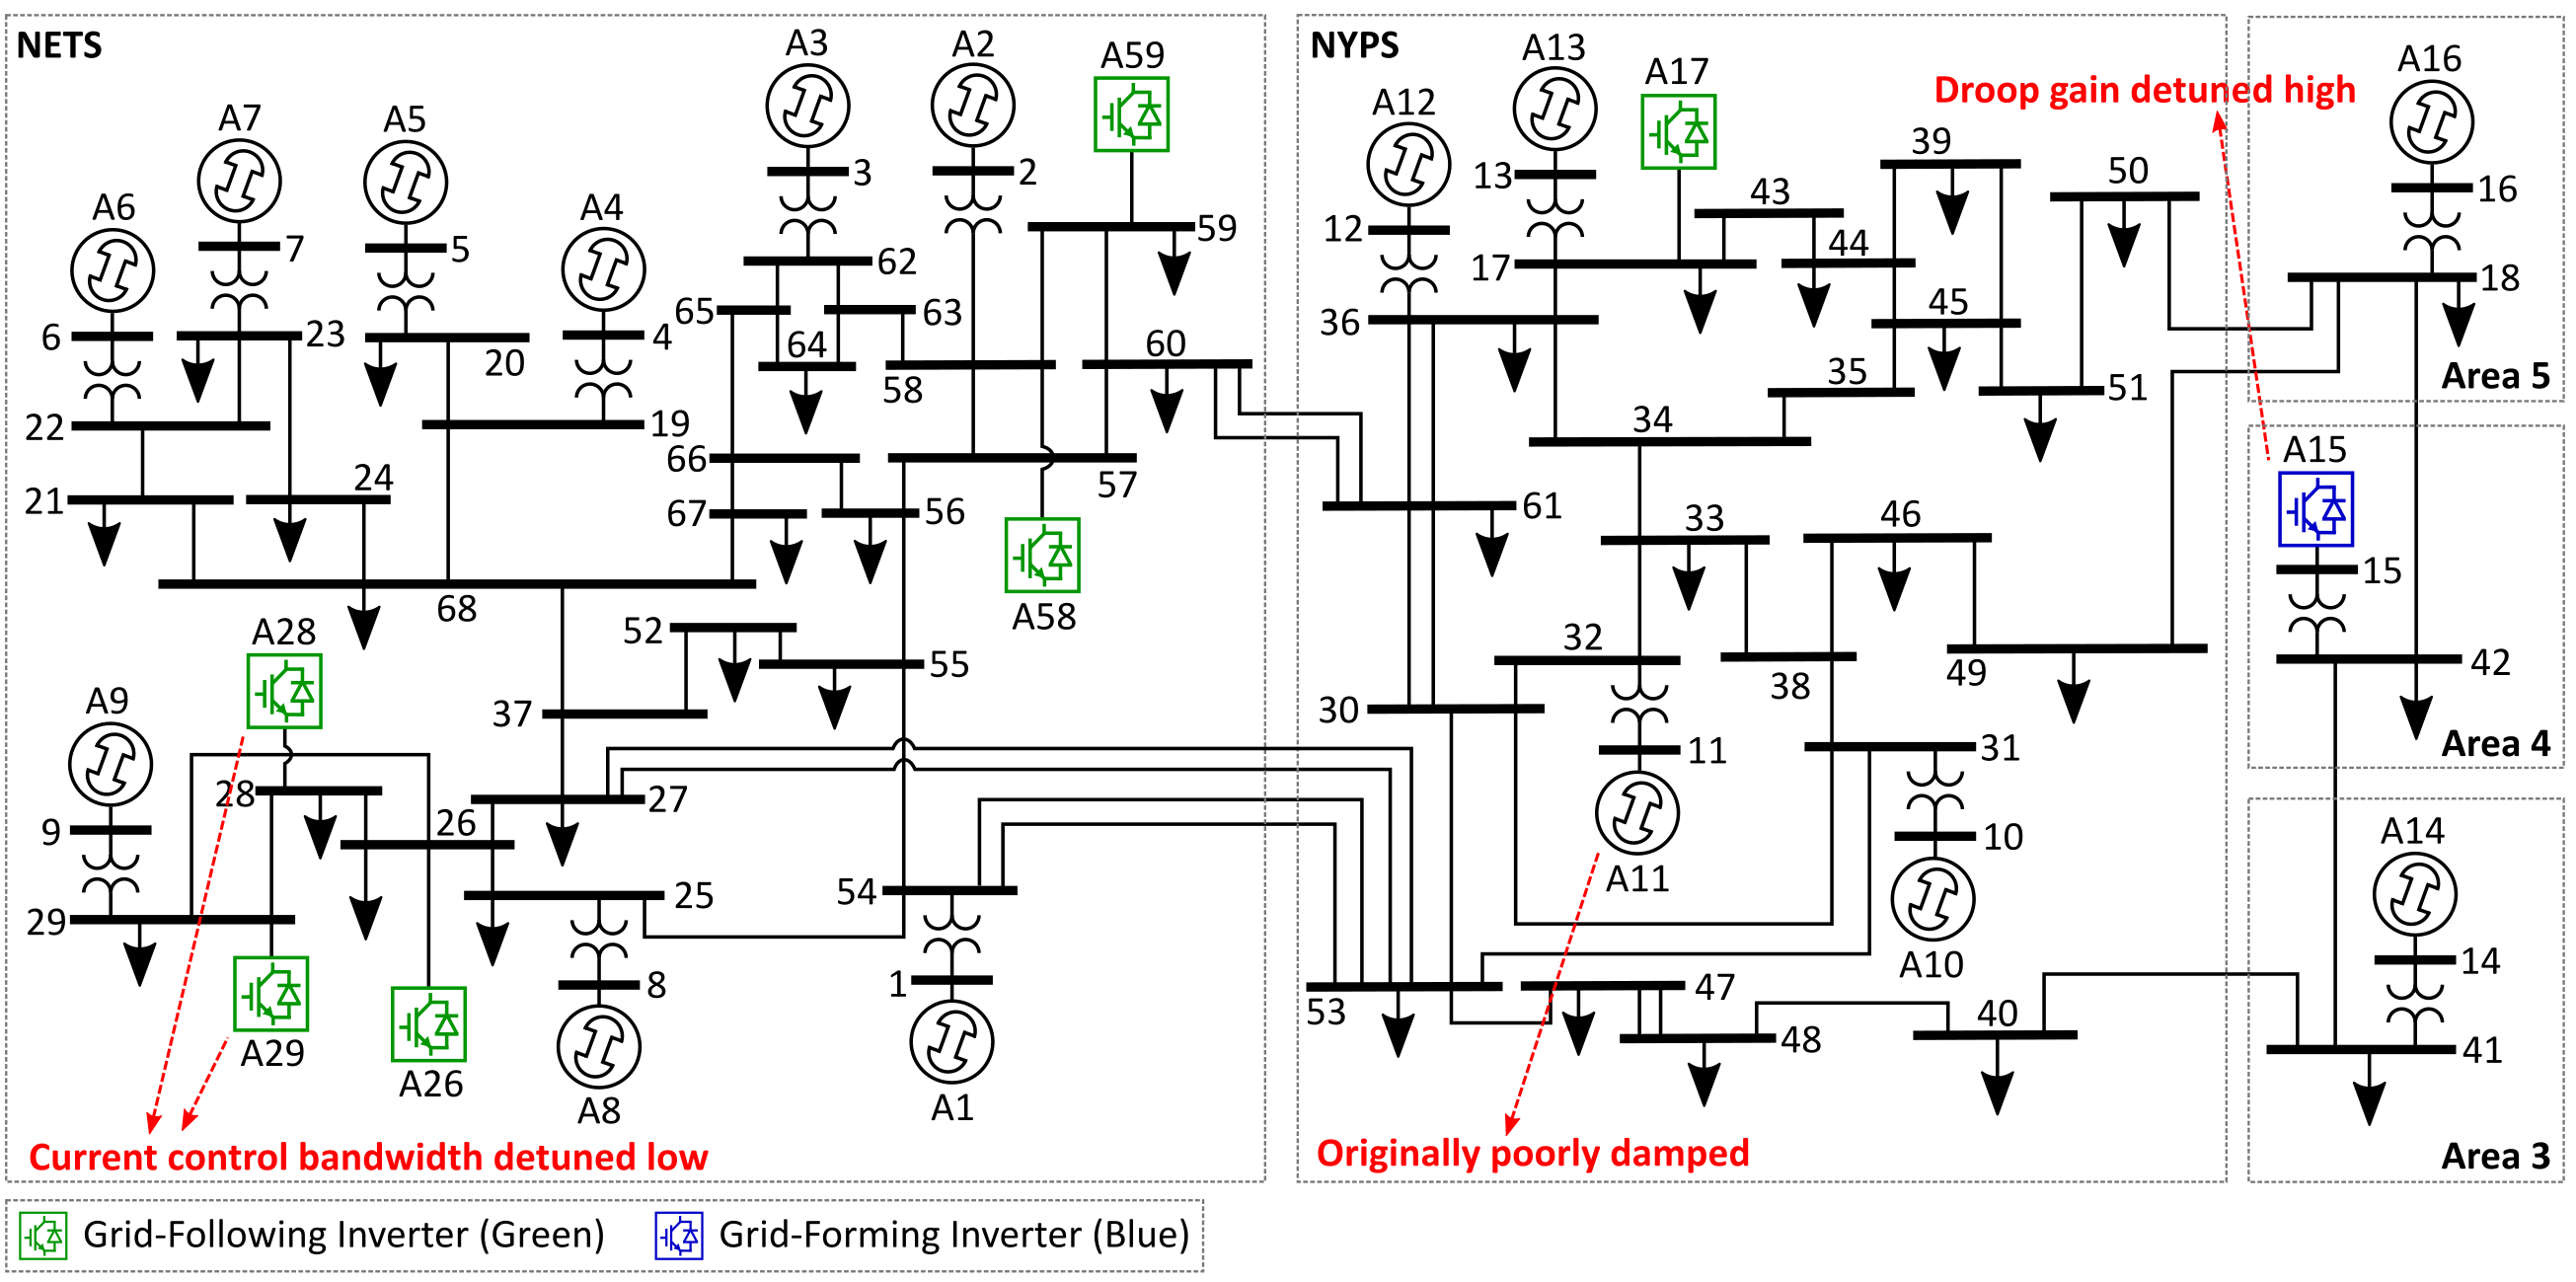 NETS
A7
A5
A3
A2
A59
A6
A4
7
5
3
2
59
6
23
20
4
62
65
63
64
58
60
22
19
21
24
66
67
56
57
68
A28
52
55
A58
A9
37
28
26
27
9
29
25
54
8
1
A29
A26
A8
A1
Current control bandwidth detuned low
NYPS
A12
A13
A17
39
50
13
43
12
17
44
36
45
35
51
34
61
33
46
32
38
49
30
11
31
A11
10
A10
53
47
48
40
Originally poorly damped
Droop gain detuned high
A16
16
18
Area 5
A15
15
42
Area 4
A14
14
41
Area 3
Grid-Following Inverter (Green)
Grid-Forming Inverter (Blue)